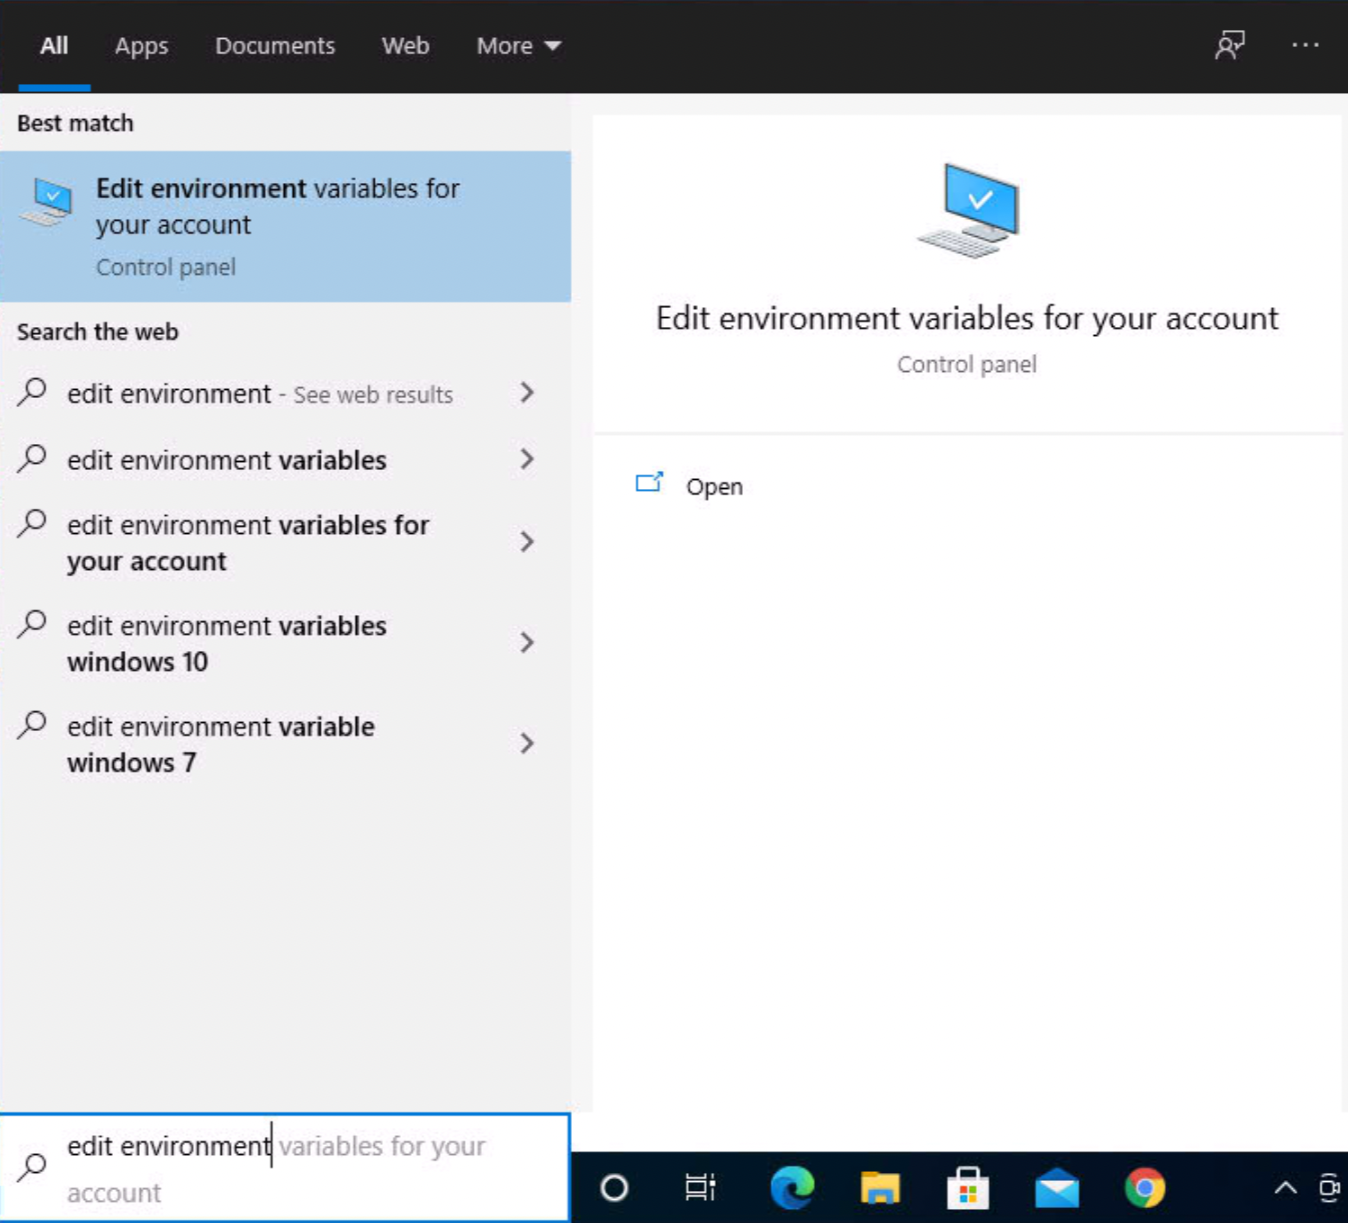 All Apps Documents Web More
Best match
Edit environment variables for
your account
Control panel
Search the web
edit environment - See web results
edit environment variables
edit environment variables for
your account
edit environment variables
windows 10
edit environment variable
windows 7
Edit environment variables for your account
Control panel
Open
edit environment variables for your
account